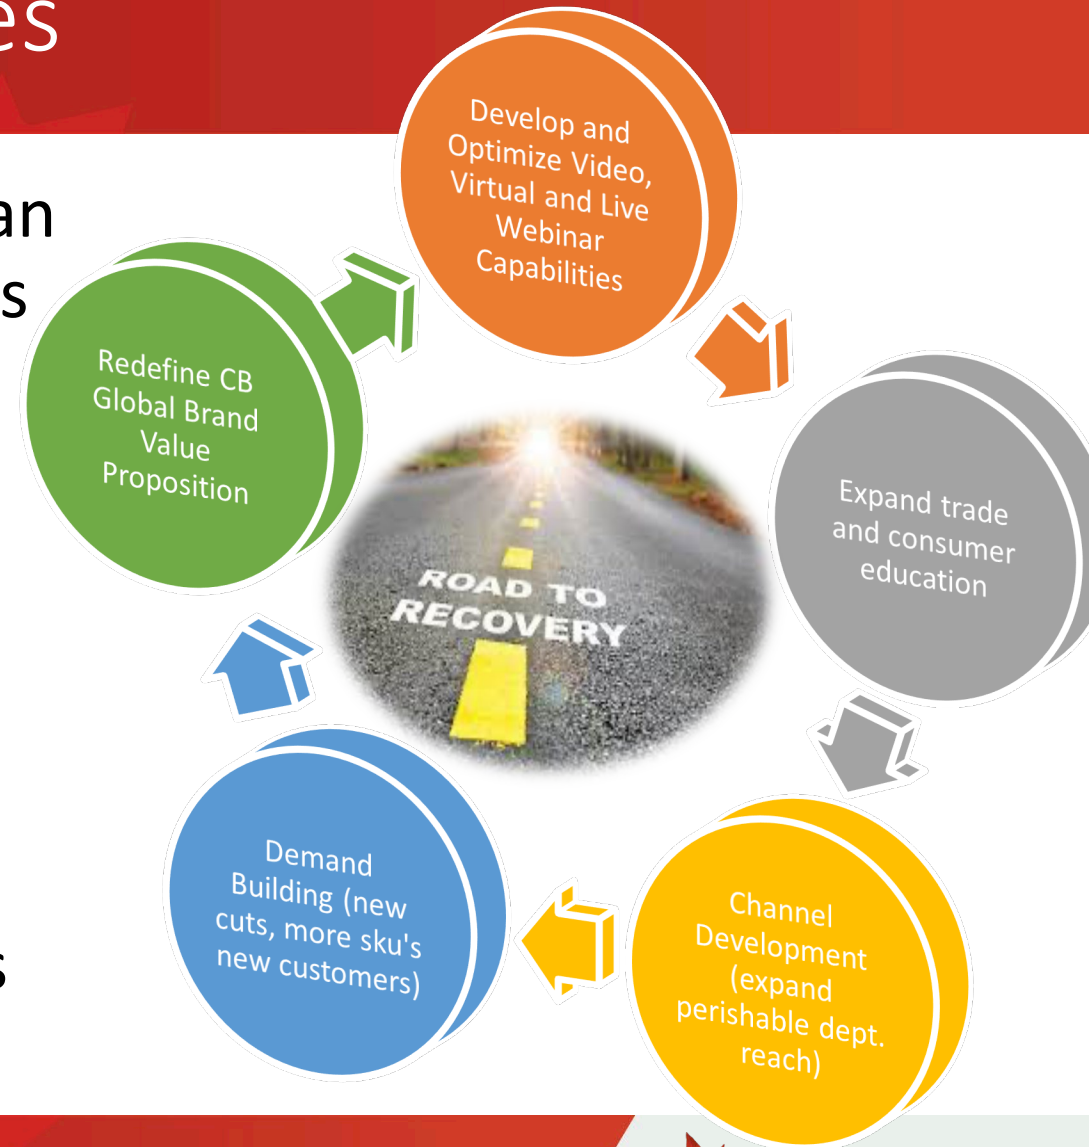 es
an
s
s
Develop and
Optimize Video,
Virtual and Live
Webinar
Capabilities
Expand trade
and consumer
education
Channel
Development
(expand
perishable dept.
reach)
Demand
Building (new
cuts, more sku's
new customers)
Redefine CB
Global Brand
Value
Proposition
ROAD TO
RECOVERY